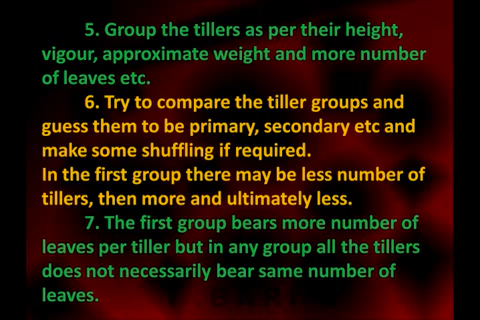 5. Group the tillers as per their height,
vigour, approximate weight and more number
of leaves etc.
6. Try to compare the tiller groups and
guess them to be primary, secondary etc and
make some shuffling if required.
In the first group there may be less number of
tillers, then more and ultimately less.
7. The first group bears more number of
leaves per tiller but in any group all the tillers
does not necessarily bear same number of
leaves.